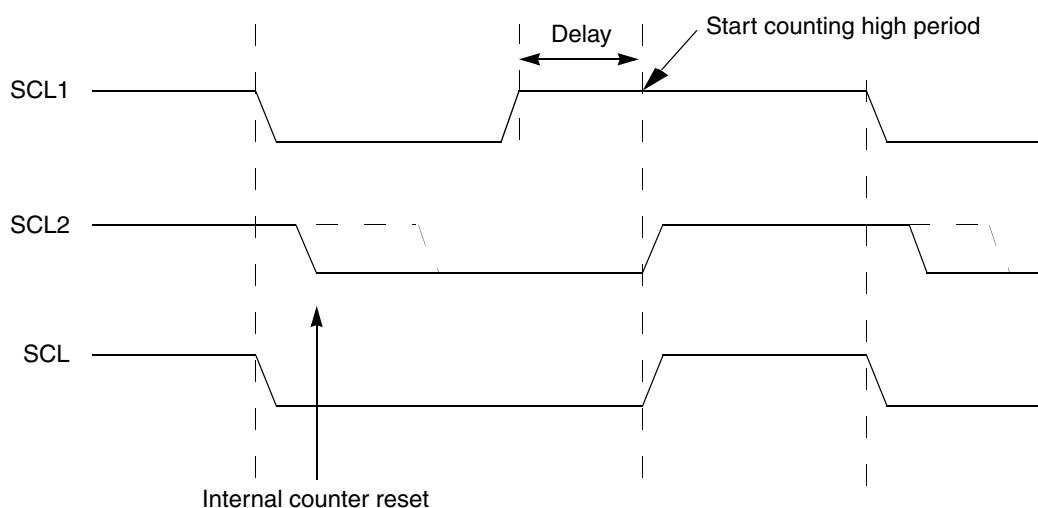 Delay
Start counting high period
SCL1
SCL2
SCL
Internal counter reset